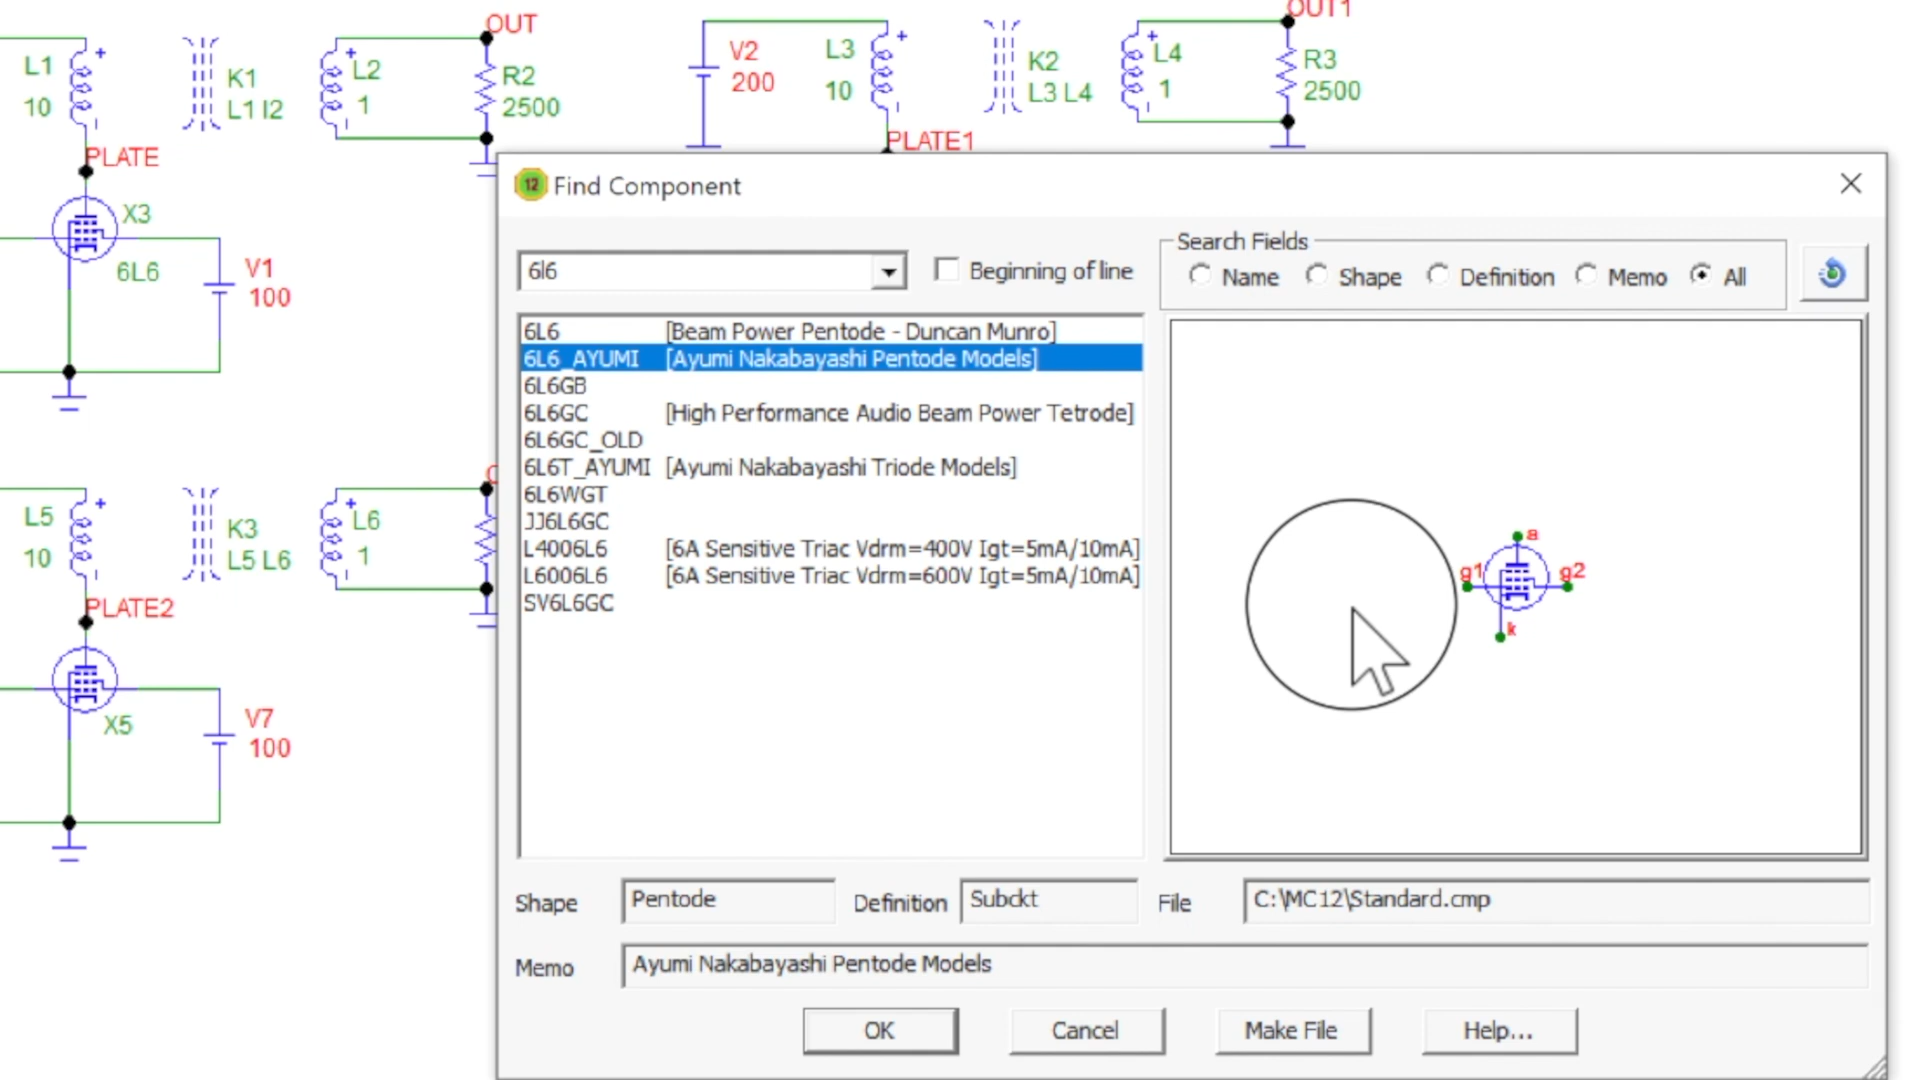 OUT
OUT1
L1
10
K1
L1 l2
L2
1
R2
2500
V2
200
L3
10
K2
L3 L4
L4
1
R3
2500
PLATE
PLATE1
X3
6L6
V1
100
12 Find Component
6l6
Beginning of line
Search Fields
Name Shape Definition Memo All
6L6 [Beam Power Pentode - Duncan Munro]
6L6_AYUMI [Ayumi Nakabayashi Pentode Models]
6L6GB
6L6GC [High Performance Audio Beam Power Tetrode]
6L6GC_OLD
6L6T_AYUMI [Ayumi Nakabayashi Triode Models]
6L6WGT
JJ6L6GC
L4006L6 [6A Sensitive Triac Vdrm=400V Igt=5mA/10mA]
L6006L6 [6A Sensitive Triac Vdrm=600V Igt=5mA/10mA]
SV6L6GC
a
g1
g2
k
L5
10
K3
L5 L6
L6
1
PLATE2
X5
V7
100
Shape Pentode Definition Subckt File C:\MC12\Standard.cmp
Memo Ayumi Nakabayashi Pentode Models
OK Cancel Make File Help...